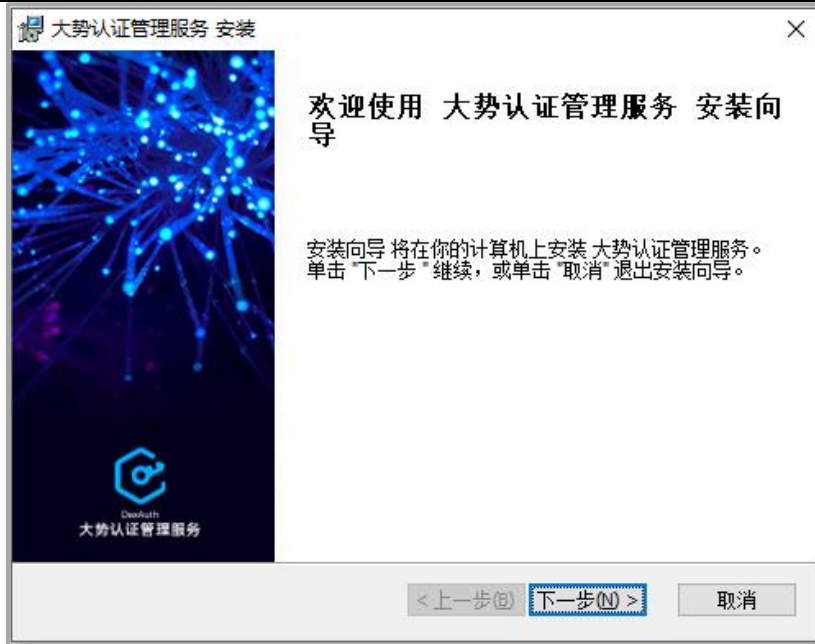 大势认证管理服务 安装
欢迎使用 大势认证管理服务 安装向
导
安装向导 将在你的计算机上安装 大势认证管理服务。
单击 "下一步 " 继续，或单击 "取消" 退出安装向导。
DasAuth
大势认证管理服务
< 上一步(B)
下一步(N) >
取消